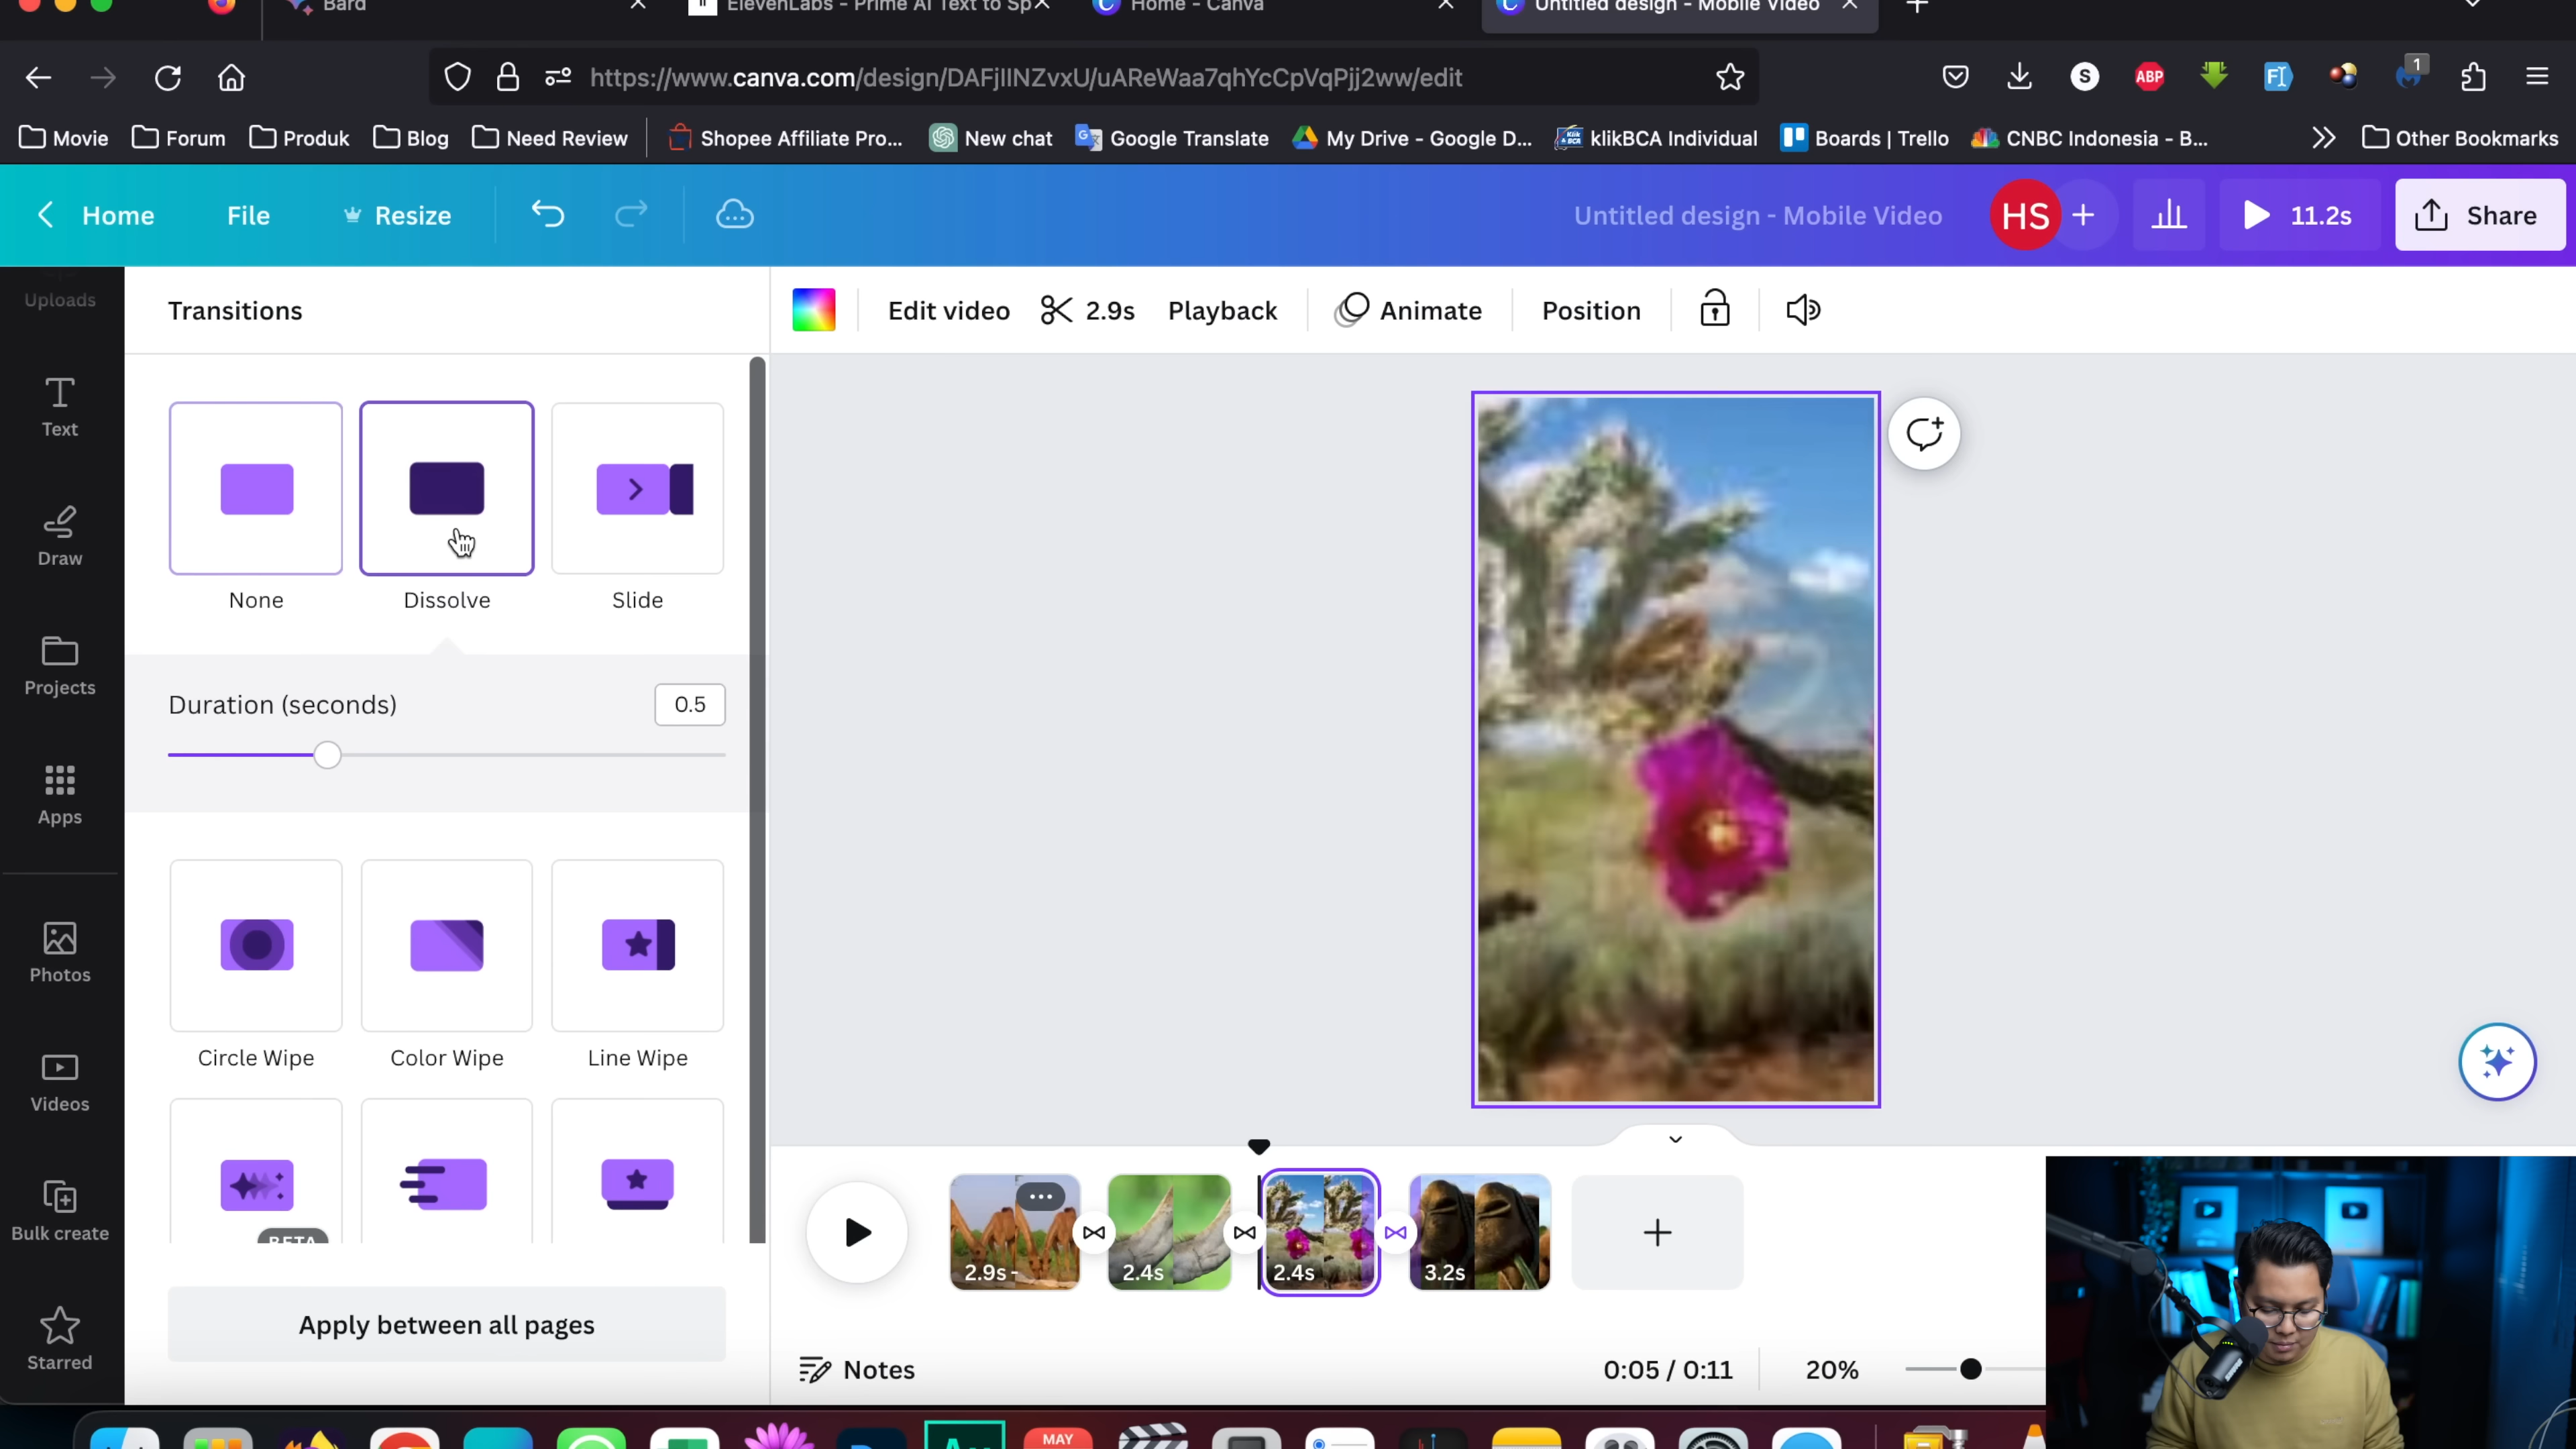 Bard
ElevenLabs - Prime AI Text to Sp
Home - Canva
Untitled design - Mobile Video
https://www.canva.com/design/DAFjIlNZvxU/uAReWaa7qhYcCpVqPjj2ww/edit
S
ABP
1
Movie
Forum
Produk
Blog
Need Review
Shopee Affiliate Pro...
New chat
Google Translate
My Drive - Google D...
klikBCA Individual
Boards | Trello
CNBC Indonesia - B...
Other Bookmarks
Home
File
Resize
Untitled design - Mobile Video
HS
11.2s
Share
Uploads
Text
Draw
Projects
Apps
Photos
Videos
Bulk create
Starred
Transitions
None
Dissolve
Slide
Duration (seconds)
0.5
Circle Wipe
Color Wipe
Line Wipe
BETA
Apply between all pages
Edit video
2.9s
Playback
Animate
Position
2.9s
2.4s
2.4s
3.2s
Notes
0:05 / 0:11
20%
MAY